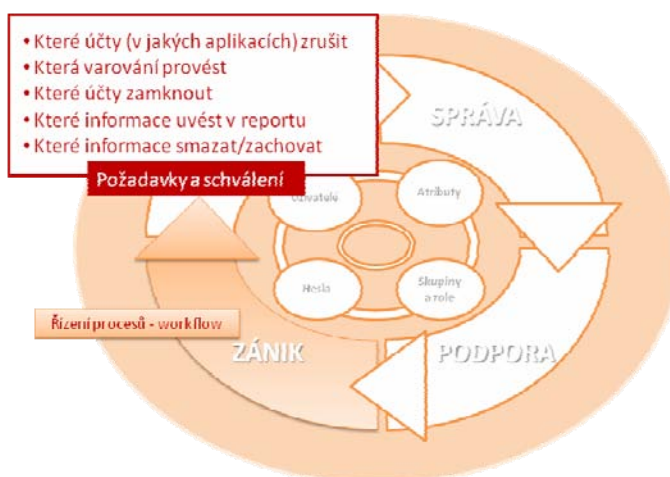 • Které účty (v jakých aplikacích) zrušit
• Která varování provést
• Které účty zamknout
• Které informace uvést v reportu
• Které informace smazat/zachovat
Požadavky a schválení
SPRÁVA
Uživatelé
Atributy
Hesla
Skupiny
a role
Řízení procesů - workflow
ZÁNIK
PODPORA